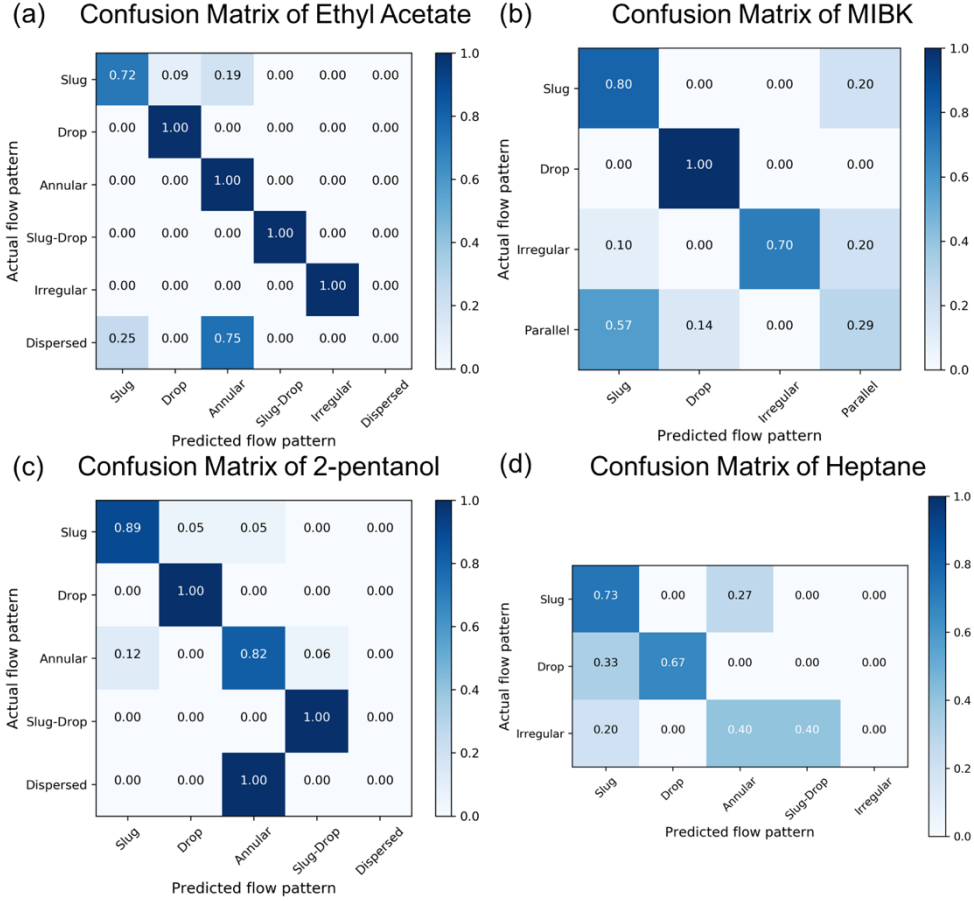 (a) Confusion Matrix of Ethyl Acetate
Actual flow pattern
Slug 0.72 0.09 0.19 0.00 0.00 0.00
Drop 0.00 1.00 0.00 0.00 0.00 0.00
Annular 0.00 0.00 1.00 0.00 0.00 0.00
Slug-Drop 0.00 0.00 0.00 1.00 0.00 0.00
Irregular 0.00 0.00 0.00 0.00 1.00 0.00
Dispersed 0.25 0.00 0.75 0.00 0.00 0.00
Slug Drop Annular Slug-Drop Irregular Dispersed
Predicted flow pattern
1.0
0.8
0.6
0.4
0.2
0.0
(b) Confusion Matrix of MIBK
Actual flow pattern
Slug 0.80 0.00 0.00 0.20
Drop 0.00 1.00 0.00 0.00
Irregular 0.10 0.00 0.70 0.20
Parallel 0.57 0.14 0.00 0.29
Slug Drop Irregular Parallel
Predicted flow pattern
1.0
0.8
0.6
0.4
0.2
0.0
(c) Confusion Matrix of 2-pentanol
Actual flow pattern
Slug 0.89 0.05 0.05 0.00 0.00
Drop 0.00 1.00 0.00 0.00 0.00
Annular 0.12 0.00 0.82 0.06 0.00
Slug-Drop 0.00 0.00 0.00 1.00 0.00
Dispersed 0.00 0.00 1.00 0.00 0.00
Slug Drop Annular Slug-Drop Dispersed
Predicted flow pattern
1.0
0.8
0.6
0.4
0.2
0.0
(d) Confusion Matrix of Heptane
Actual flow pattern
Slug 0.73 0.00 0.27 0.00 0.00
Drop 0.33 0.67 0.00 0.00 0.00
Irregular 0.20 0.00 0.40 0.40 0.00
Slug Drop Annular Slug-Drop Irregular
Predicted flow pattern
1.0
0.8
0.6
0.4
0.2
0.0